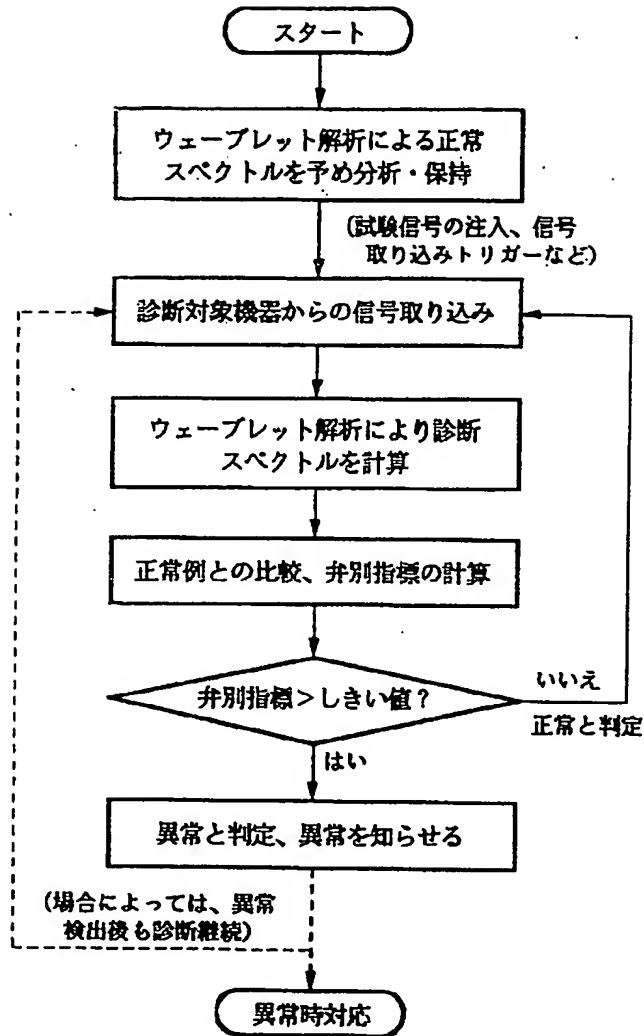 スタート
ウェーブレット解析による正常
スペクトルを予め分析・保持
(試験信号の注入、信号
取り込みトリガーなど)
診断対象機器からの信号取り込み
ウェーブレット解析により診断
スペクトルを計算
正常例との比較、弁別指標の計算
弁別指標>しきい値?
いいえ
正常と判定
はい
異常と判定、異常を知らせる
(場合によっては、異常
検出後も診断継続)
異常時対応